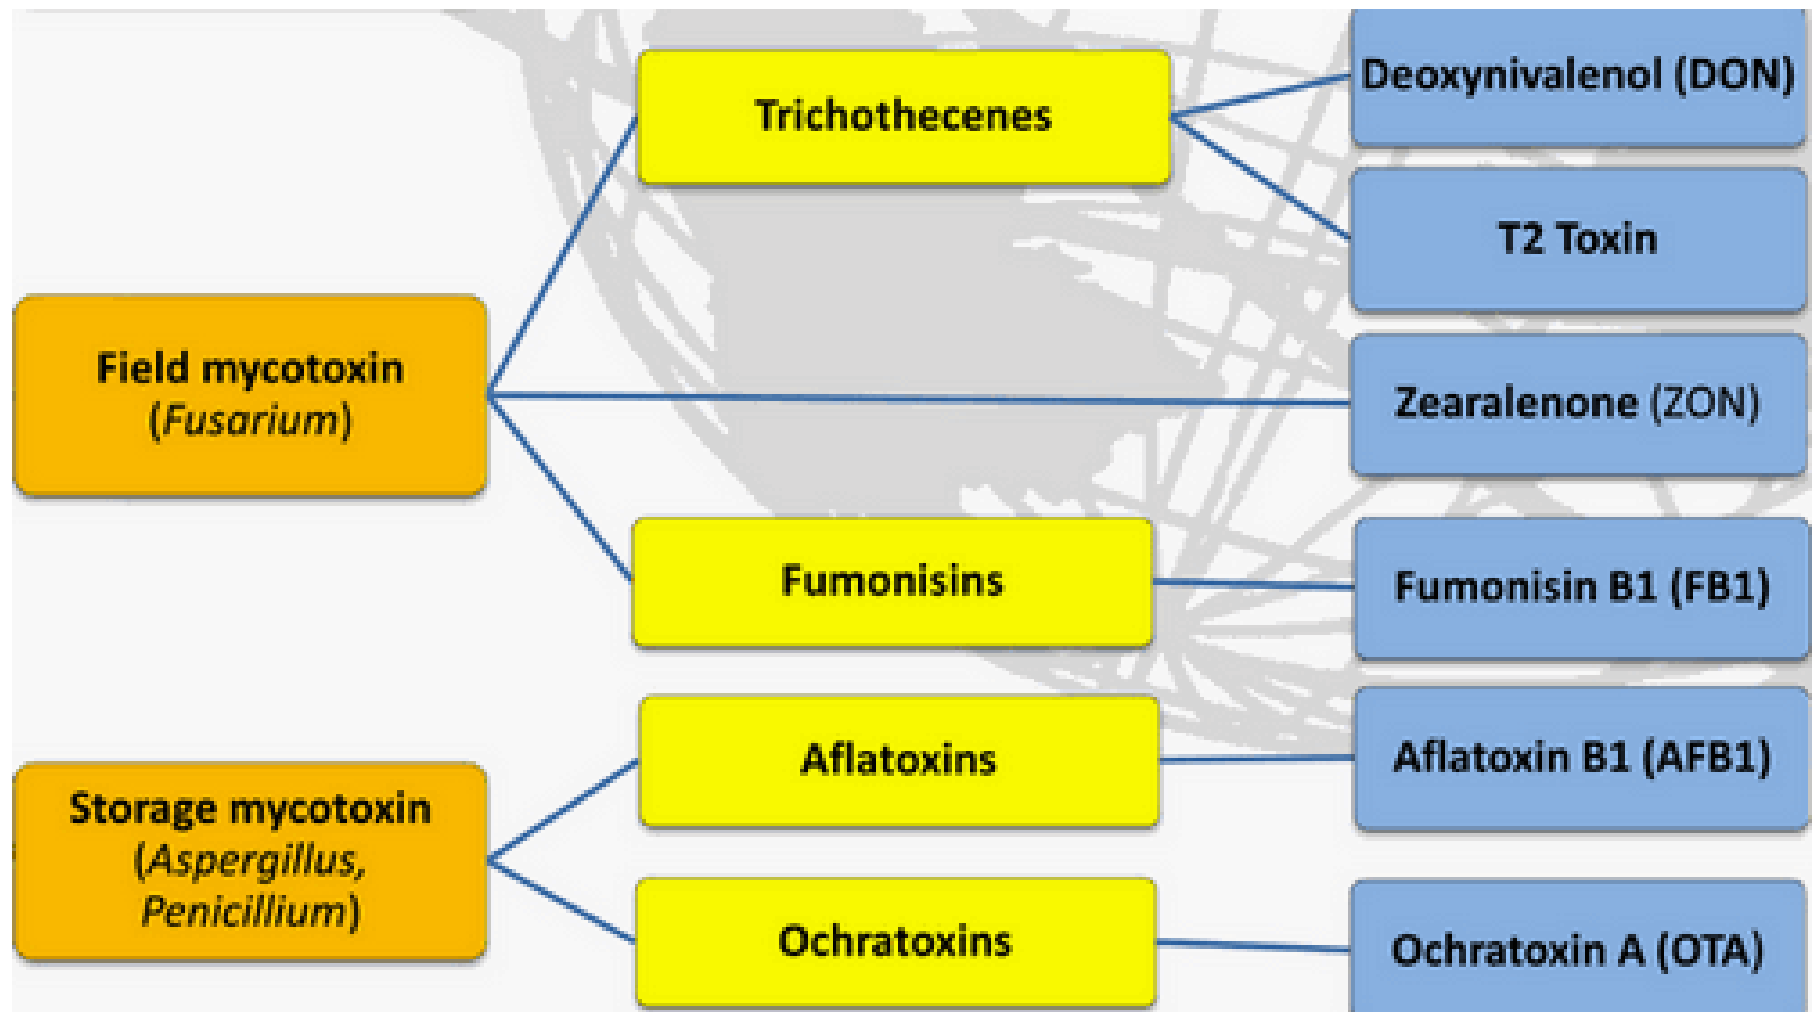 Deoxynivalenol (DON)
Trichothecenes
T2 Toxin
Field mycotoxin
(Fusarium)
Zearalenone (ZON)
Fumonisins
Fumonisin B1 (FB1)
Aflatoxins
Aflatoxin B1 (AFB1)
Storage mycotoxin
(Aspergillus,
Penicillium)
Ochratoxins
Ochratoxin A (OTA)